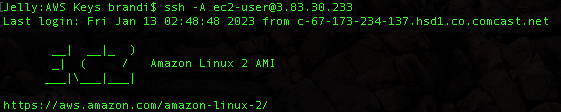 [Jelly:AWS Keys brandi$ ssh -A ec2-user@3.83.30.233
Last login: Fri Jan 13 02:48:48 2023 from c-67-173-234-137.hsd1.co.comcast.net
__|  __|_  )
_|  (     /   Amazon Linux 2 AMI
___|\___|___|
https://aws.amazon.com/amazon-linux-2/